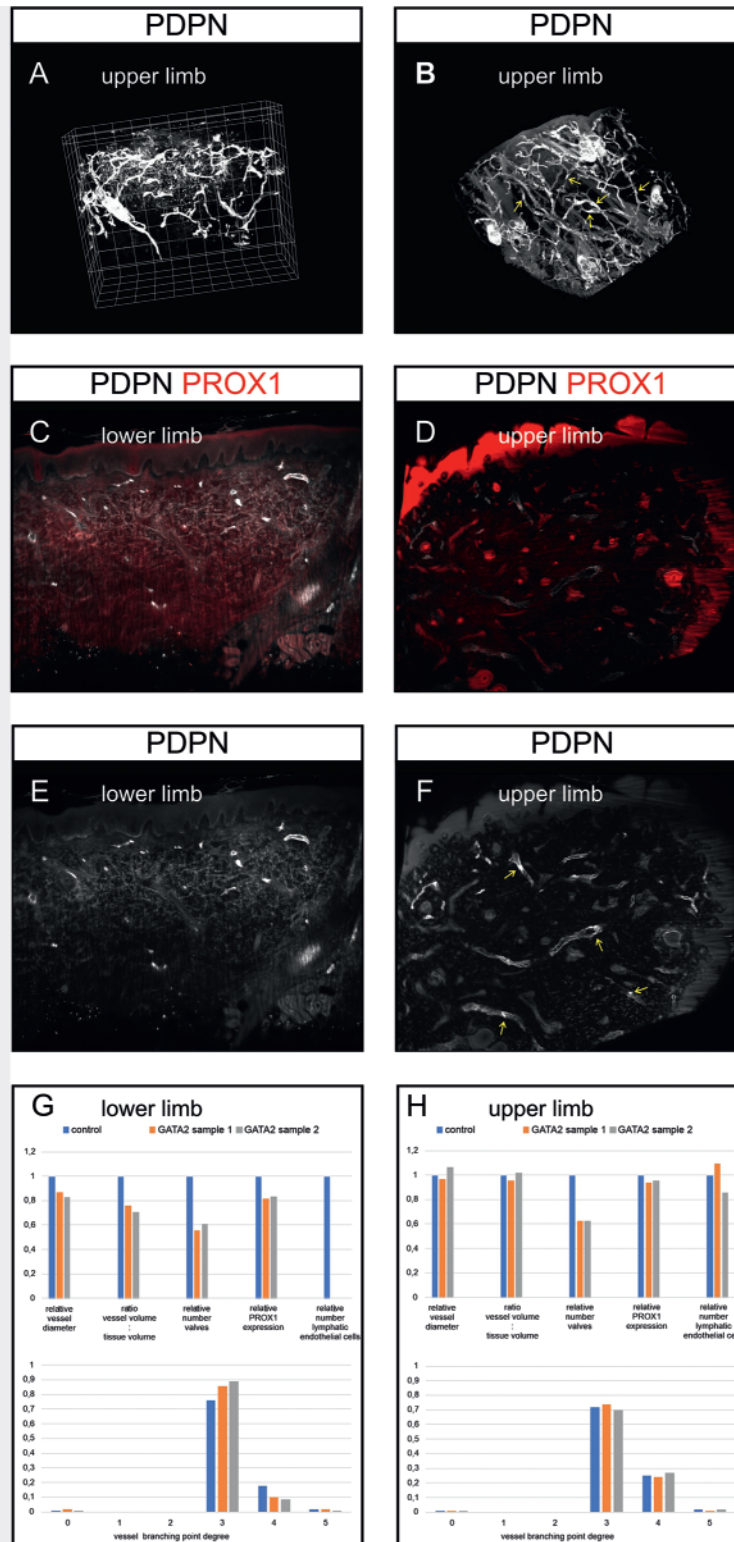 PDPN
PDPN
A upper limb
B upper limb
PDPN PROX1
PDPN PROX1
C lower limb
D upper limb
PDPN
PDPN
E lower limb
F upper limb
G lower limb
control GATA2 sample 1 GATA2 sample 2
1,2
1
0,8
0,6
0,4
0,2
0
relative vessel diameter
ratio vessel volume : tissue volume
relative number valves
relative PROX1 expression
relative number lymphatic endothelial cells
1
0,9
0,8
0,7
0,6
0,5
0,4
0,3
0,2
0,1
0
0 1 2 3 4 5
vessel branching point degree
H upper limb
control GATA2 sample 1 GATA2 sample 2
1,2
1
0,8
0,6
0,4
0,2
0
relative vessel diameter
ratio vessel volume : tissue volume
relative number valves
relative PROX1 expression
relative number lymphatic endothelial ce
1
0,9
0,8
0,7
0,6
0,5
0,4
0,3
0,2
0,1
0
0 1 2 3 4 5
vessel branching point degree